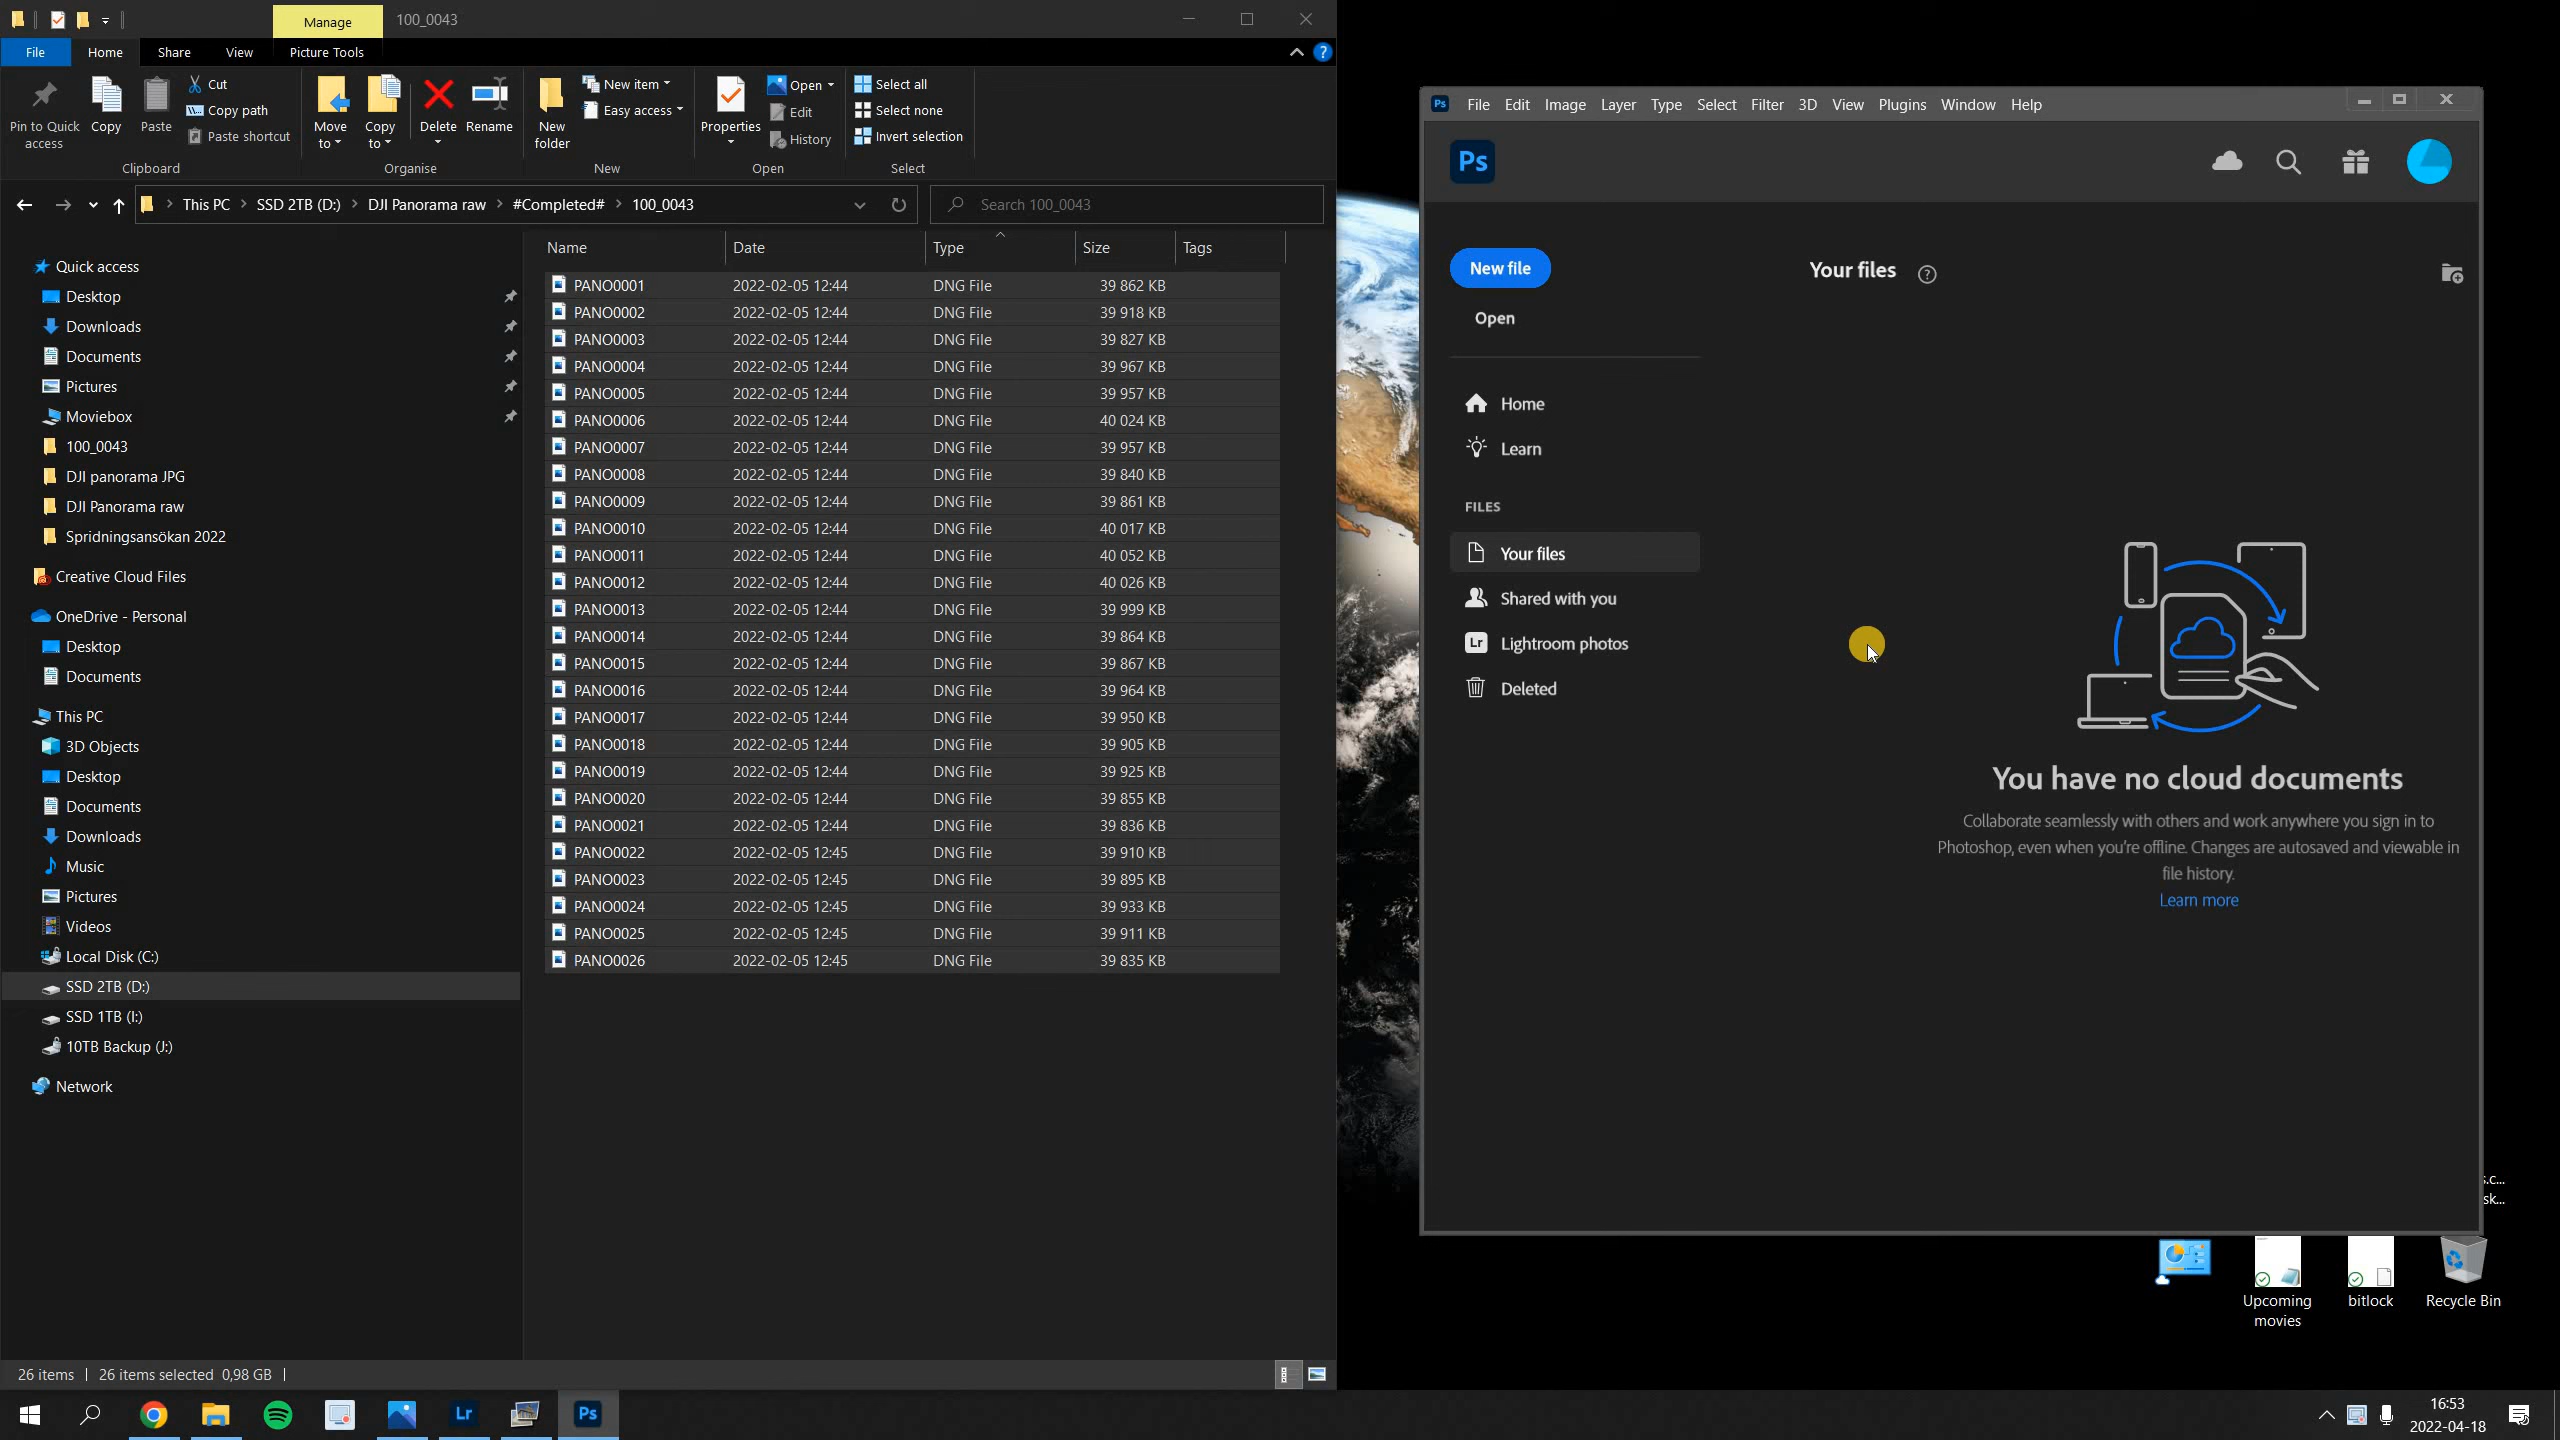 Manage
100_0043
File
Home
Share
View
Picture Tools
?
Pin to Quick
access
Copy
Paste
Cut
Copy path
Paste shortcut
Clipboard
Move
to
Copy
to
Delete
Rename
Organise
New
folder
New item
Easy access
New
Properties
Open
Edit
History
Open
Select all
Select none
Invert selection
Select
This PC > SSD 2TB (D:) > DJI Panorama raw > #Completed# > 100_0043
Search 100_0043
Quick access
Desktop
Downloads
Documents
Pictures
Moviebox
100_0043
DJI panorama JPG
DJI Panorama raw
Spridningsansökan 2022
Creative Cloud Files
OneDrive - Personal
Desktop
Documents
This PC
3D Objects
Desktop
Documents
Downloads
Music
Pictures
Videos
Local Disk (C:)
SSD 2TB (D:)
SSD 1TB (I:)
10TB Backup (J:)
Network
Name Date Type Size Tags
PANO0001 2022-02-05 12:44 DNG File 39 862 KB
PANO0002 2022-02-05 12:44 DNG File 39 918 KB
PANO0003 2022-02-05 12:44 DNG File 39 827 KB
PANO0004 2022-02-05 12:44 DNG File 39 967 KB
PANO0005 2022-02-05 12:44 DNG File 39 957 KB
PANO0006 2022-02-05 12:44 DNG File 40 024 KB
PANO0007 2022-02-05 12:44 DNG File 39 957 KB
PANO0008 2022-02-05 12:44 DNG File 39 840 KB
PANO0009 2022-02-05 12:44 DNG File 39 861 KB
PANO0010 2022-02-05 12:44 DNG File 40 017 KB
PANO0011 2022-02-05 12:44 DNG File 40 052 KB
PANO0012 2022-02-05 12:44 DNG File 40 026 KB
PANO0013 2022-02-05 12:44 DNG File 39 999 KB
PANO0014 2022-02-05 12:44 DNG File 39 864 KB
PANO0015 2022-02-05 12:44 DNG File 39 867 KB
PANO0016 2022-02-05 12:44 DNG File 39 964 KB
PANO0017 2022-02-05 12:44 DNG File 39 950 KB
PANO0018 2022-02-05 12:44 DNG File 39 905 KB
PANO0019 2022-02-05 12:44 DNG File 39 925 KB
PANO0020 2022-02-05 12:44 DNG File 39 855 KB
PANO0021 2022-02-05 12:44 DNG File 39 836 KB
PANO0022 2022-02-05 12:45 DNG File 39 910 KB
PANO0023 2022-02-05 12:45 DNG File 39 895 KB
PANO0024 2022-02-05 12:45 DNG File 39 933 KB
PANO0025 2022-02-05 12:45 DNG File 39 911 KB
PANO0026 2022-02-05 12:45 DNG File 39 835 KB
26 items | 26 items selected 0,98 GB |
Ps File Edit Image Layer Type Select Filter 3D View Plugins Window Help
Ps
New file
Open
Home
Learn
FILES
Your files
Shared with you
Lr Lightroom photos
Deleted
Your files ?
You have no cloud documents
Collaborate seamlessly with others and work anywhere you sign in to
Photoshop, even when you're offline. Changes are autosaved and viewable in
file history.
Learn more
s.c...
sk...
Upcoming
movies
bitlock
Recycle Bin
Lr
Ps
16:53
2022-04-18